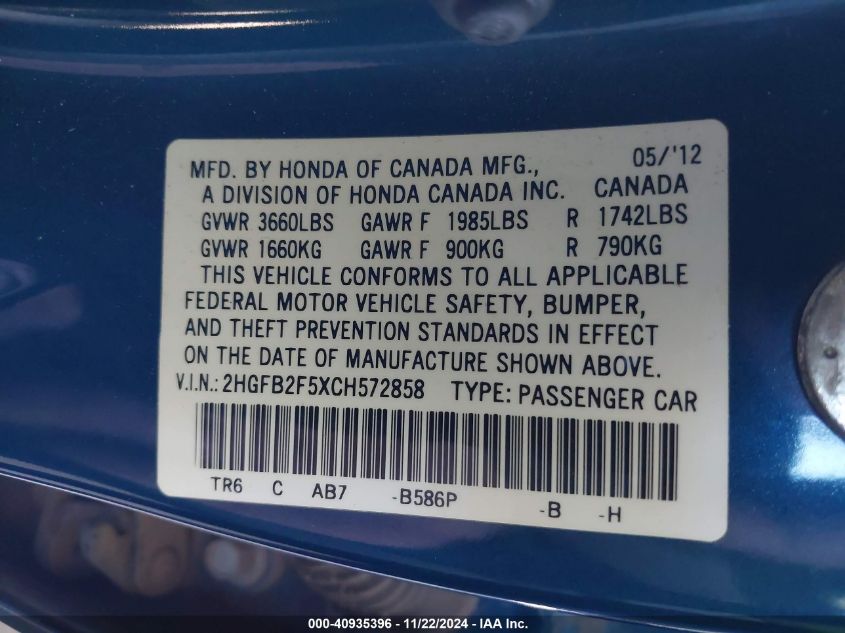 MFD. BY HONDA OF CANADA MFG., 05/'12
A DIVISION OF HONDA CANADA INC. CANADA
GVWR 3660LBS GAWR F 1985LBS R 1742LBS
GVWR 1660KG GAWR F 900KG R 790KG
THIS VEHICLE CONFORMS TO ALL APPLICABLE
FEDERAL MOTOR VEHICLE SAFETY, BUMPER,
AND THEFT PREVENTION STANDARDS IN EFFECT
ON THE DATE OF MANUFACTURE SHOWN ABOVE.
V.I.N.: 2HGFB2F5XCH572858 TYPE: PASSENGER CAR
TR6 C AB7 -B586P -B -H
000-40935396 - 11/22/2024 - IAA Inc.